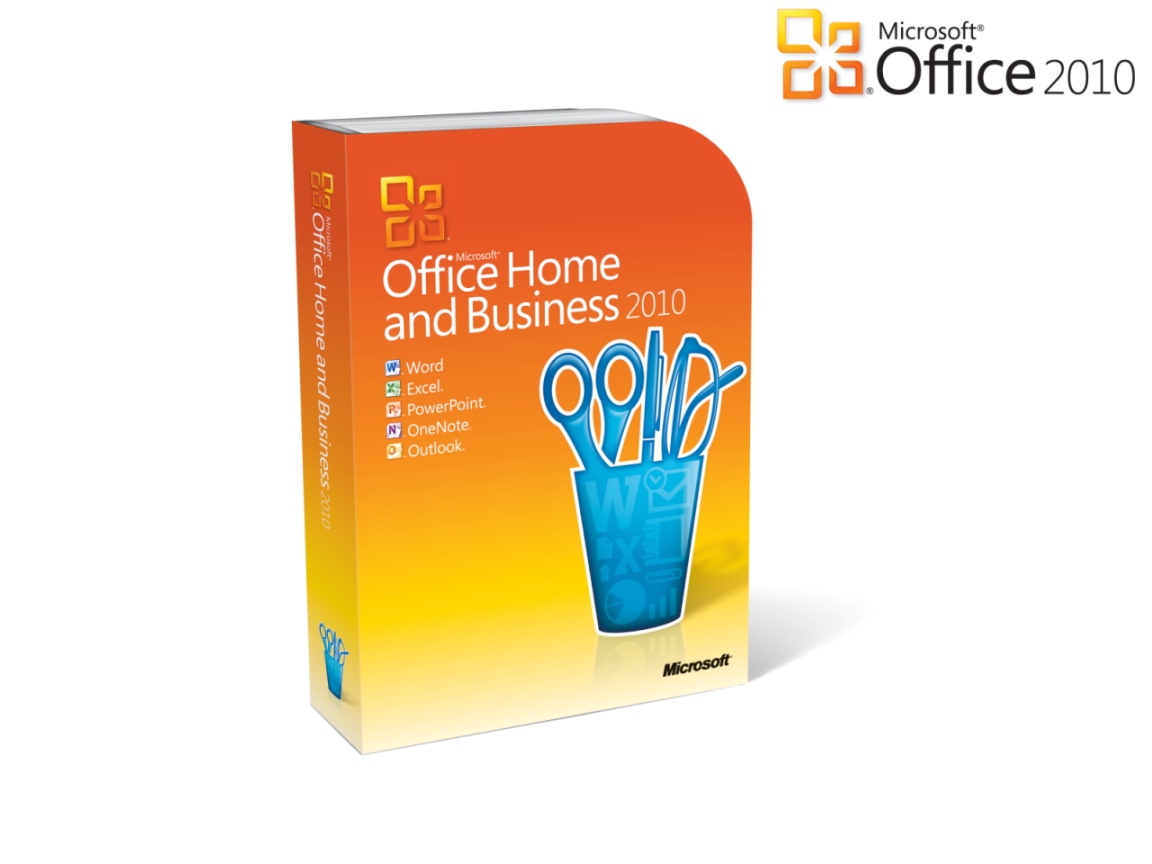 Microsoft®
Office 2010
Microsoft®
Office Home
and Business 2010
Word
Excel
PowerPoint
OneNote
Outlook
W
X
Microsoft
Microsoft®
Office Home and Business 2010